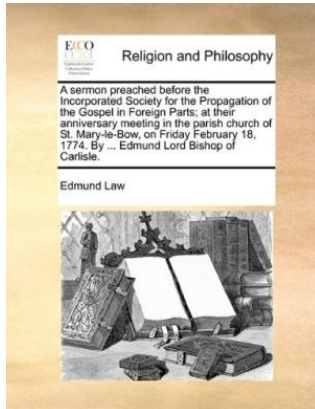 ECCO
Religion and Philosophy
A sermon preached before the
Incorporated Society for the Propagation of
the Gospel in Foreign Parts; at their
anniversary meeting in the parish church of
St. Mary-le-Bow, on Friday February 18,
1774. By ... Edmund Lord Bishop of
Carlisle.
Edmund Law